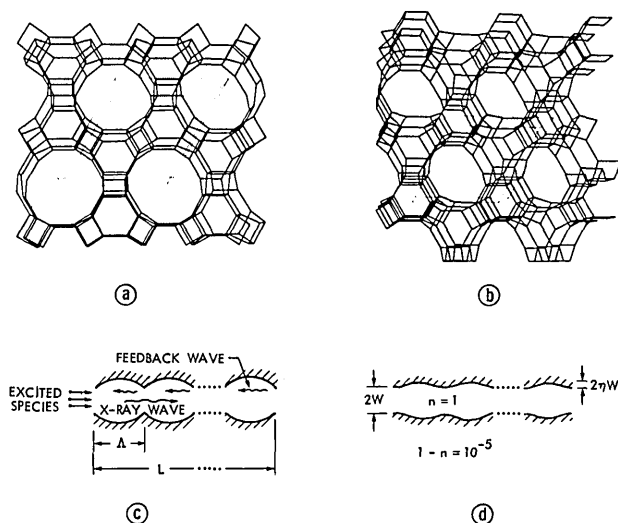 a
b
FEEDBACK WAVE
EXCITED
SPECIES
X-RAY WAVE
Λ
L
c
2W
n = 1
2ηW
1 - n = 10⁻⁵
d